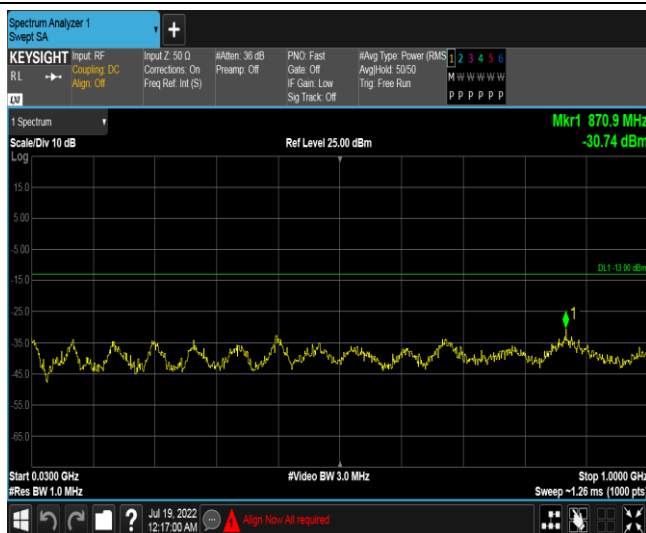 Spectrum Analyzer 1
Swept SA
+
KEYSIGHT
RL
LXI
Input: RF
Coupling: DC
Align: Off
Input Z: 50 Ω
Corrections: On
Freq Ref: Int (S)
#Atten: 36 dB
Preamp: Off
PNO: Fast
Gate: Off
IF Gain: Low
Sig Track: Off
#Avg Type: Power (RMS
Avg|Hold: 50/50
Trig: Free Run
1 2 3 4 5 6
M W W W W W
P P P P P P
1 Spectrum
Mkr1 870.9 MHz
Scale/Div 10 dB
Ref Level 25.00 dBm
-30.74 dBm
Log
15.0
5.00
-5.00
DL1 -13.00 dBm
-15.0
-25.0
1
-35.0
-45.0
-55.0
-65.0
Start 0.0300 GHz
#Video BW 3.0 MHz
Stop 1.0000 GHz
#Res BW 1.0 MHz
Sweep ~1.26 ms (1000 pts)
?
Jul 19, 2022
12:17:00 AM
Align Now All required